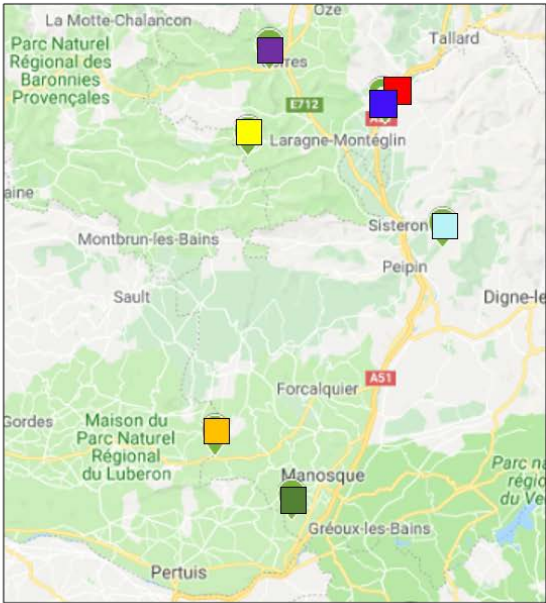 La Motte-Chalancon
Oze
Tallard
Parc Naturel
Régional des
Baronnies
Provençales
E712
Laragne-Montéglin
Sisteron
Montbrun-les-Bains
Peipin
Sault
Digne-le
A51
Forcalquier
Gordes
Maison du
Parc Naturel
Régional
du Luberon
Manosque
Parc na
régio
du Ve
Gréoux-les-Bains
Pertuis